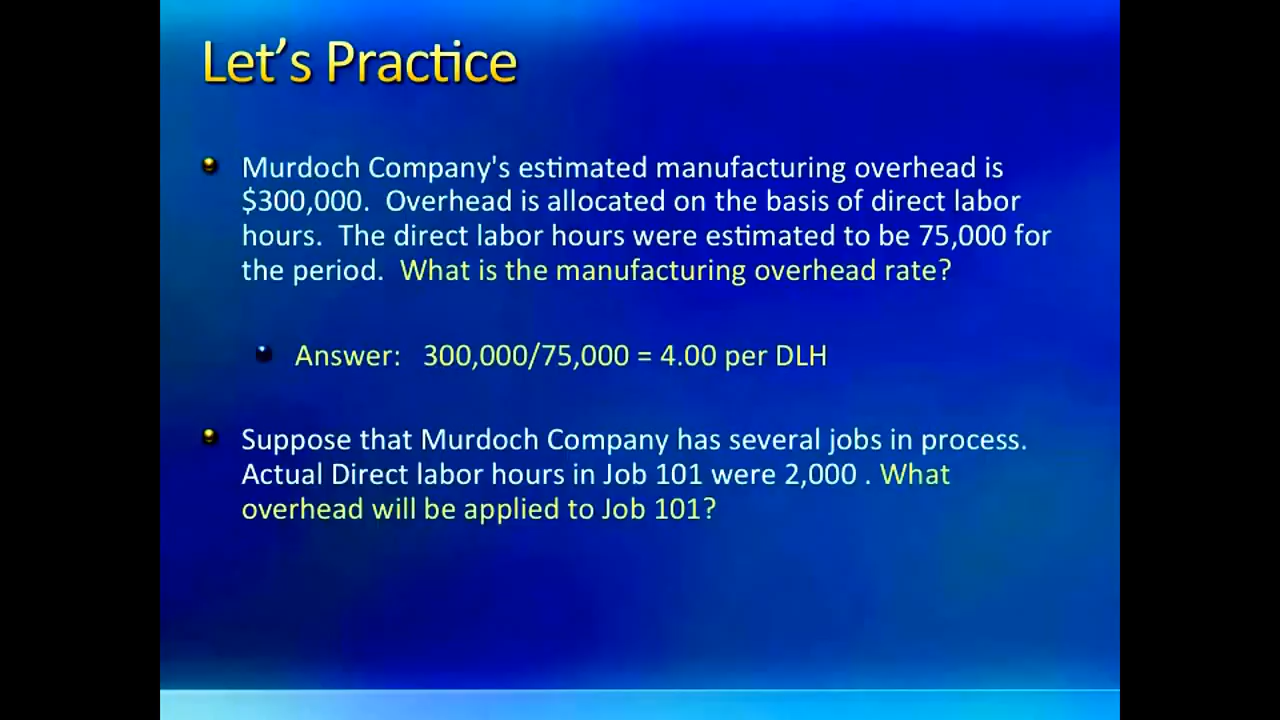 Let's Practice
Murdoch Company's estimated manufacturing overhead is
$300,000.  Overhead is allocated on the basis of direct labor
hours.  The direct labor hours were estimated to be 75,000 for
the period.  What is the manufacturing overhead rate?
Answer:   300,000/75,000 = 4.00 per DLH
Suppose that Murdoch Company has several jobs in process.
Actual Direct labor hours in Job 101 were 2,000 . What
overhead will be applied to Job 101?